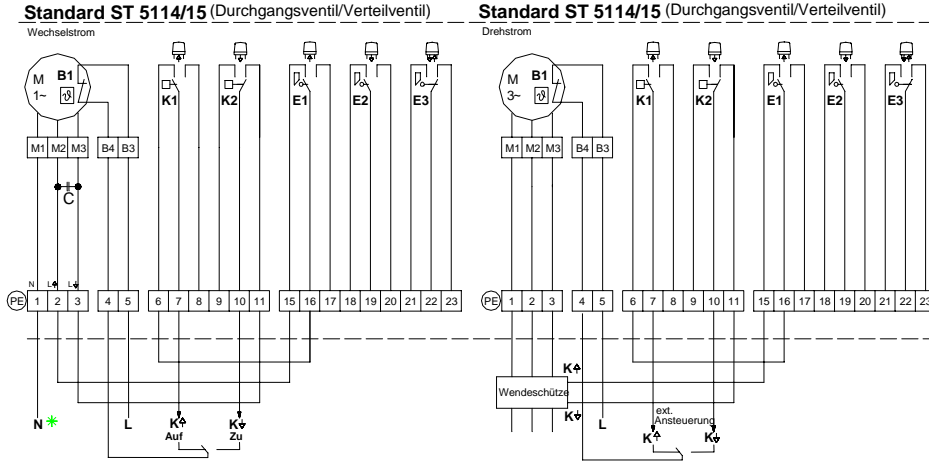 Standard ST 5114/15 (Durchgangsventil/Verteilventil)
Wechselstrom
M
1~
B1
ϑ
K1
K2
E1
E2
E3
M1 M2 M3 B4 B3
C
N L L
PE 1 2 3 4 5 6 7 8 9 10 11 15 16 17 18 19 20 21 22 23
N * L K K
Auf Zu
Standard ST 5114/15 (Durchgangsventil/Verteilventil)
Drehstrom
M
3~
B1
ϑ
K1
K2
E1
E2
E3
M1 M2 M3 B4 B3
PE 1 2 3 4 5 6 7 8 9 10 11 15 16 17 18 19 20 21 22 23
K
Wendeschütze
K
L
ext.
Ansteuerung
K K